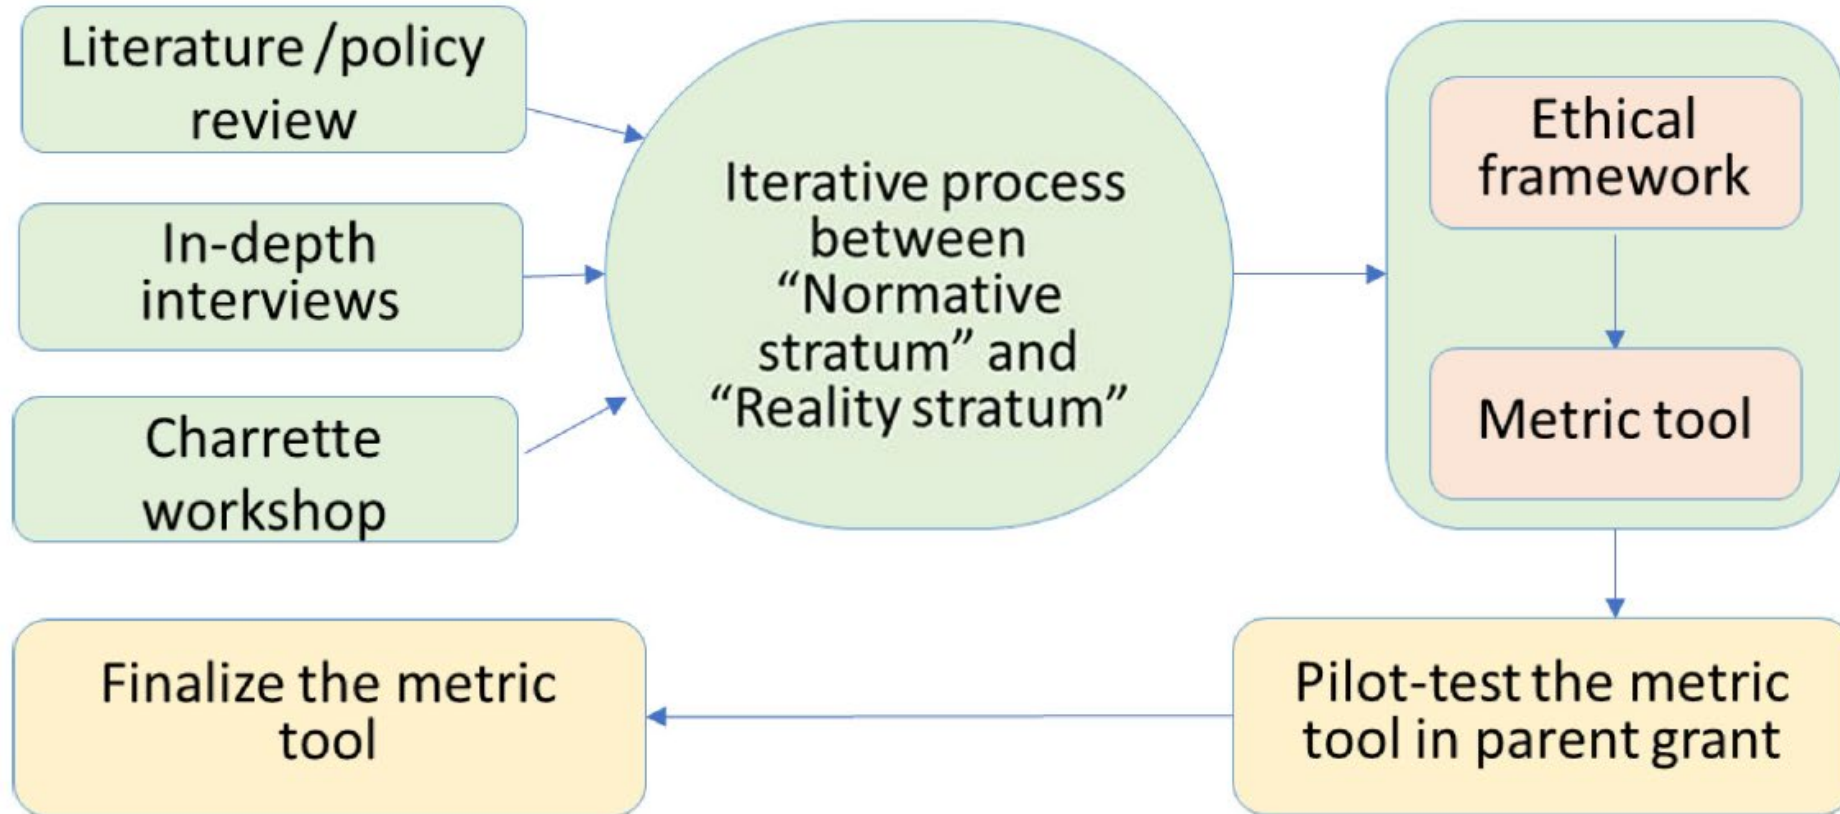 Literature /policy
review
In-depth
interviews
Charrette
workshop
Iterative process
between
“Normative
stratum” and
“Reality stratum”
Ethical
framework
Metric tool
Pilot-test the metric
tool in parent grant
Finalize the metric
tool